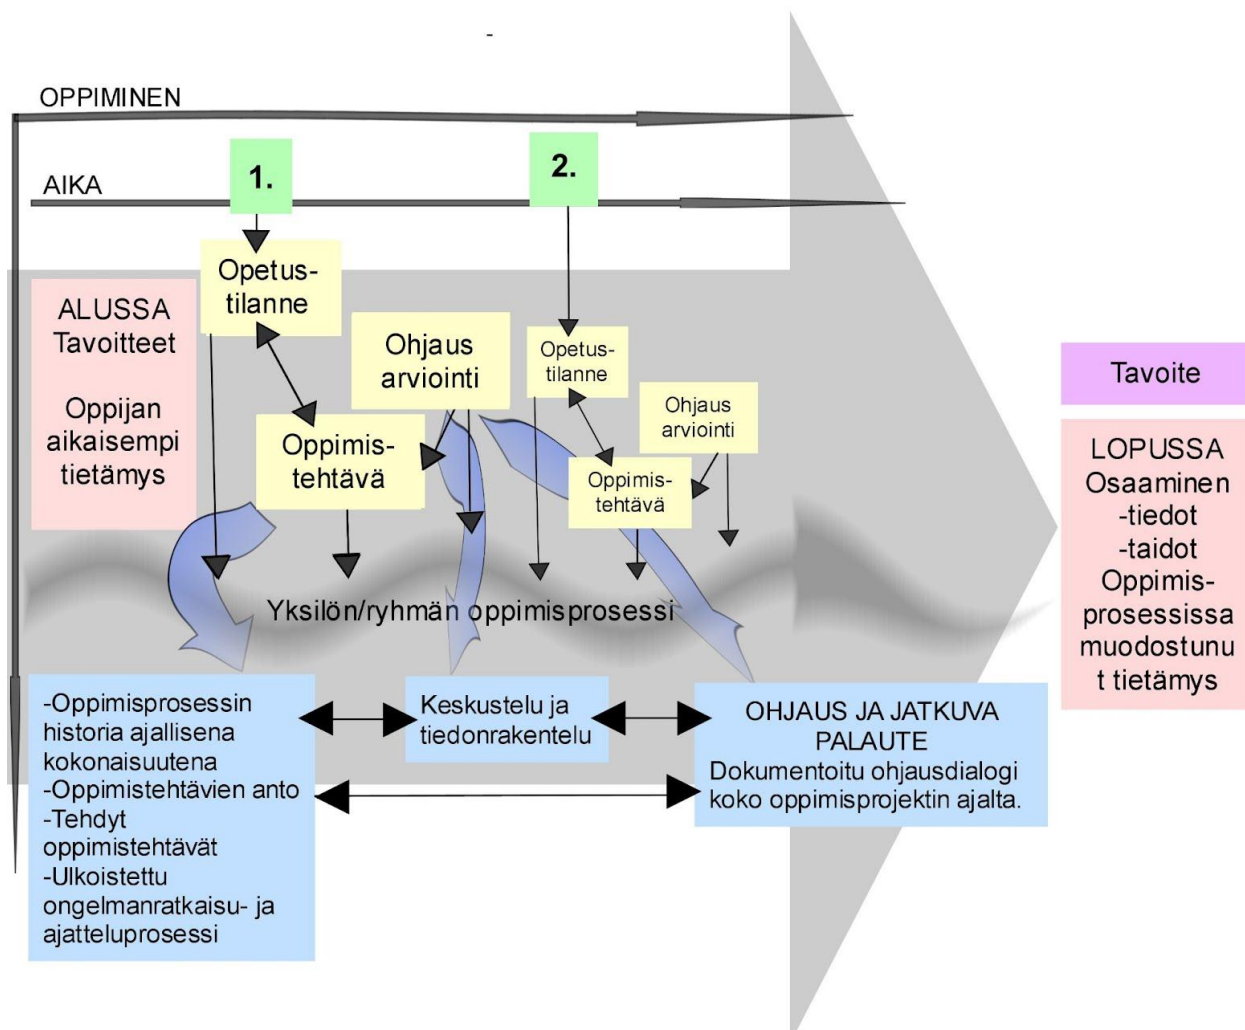 -
OPPIMINEN
AIKA
1.
2.
Opetus-
tilanne
ALUSSA
Tavoitteet
Oppijan
aikaisempi
tietämys
Ohjaus
arviointi
Oppimis-
tehtävä
Opetus-
tilanne
Ohjaus
arviointi
Oppimis-
tehtävä
Tavoite
LOPUSSA
Osaaminen
-tiedot
-taidot
Oppimis-
prosessissa
muodostunu
t tietämys
Yksilön/ryhmän oppimisprosessi
-Oppimisprosessin
historia ajallisena
kokonaisuutena
-Oppimistehtävien anto
-Tehdyt
oppimistehtävät
-Ulkoistettu
ongelmanratkaisu- ja
ajatteluprosessi
Keskustelu ja
tiedonrakentelu
OHJAUS JA JATKUVA
PALAUTE
Dokumentoitu ohjausdialogi
koko oppimisprojektin ajalta.